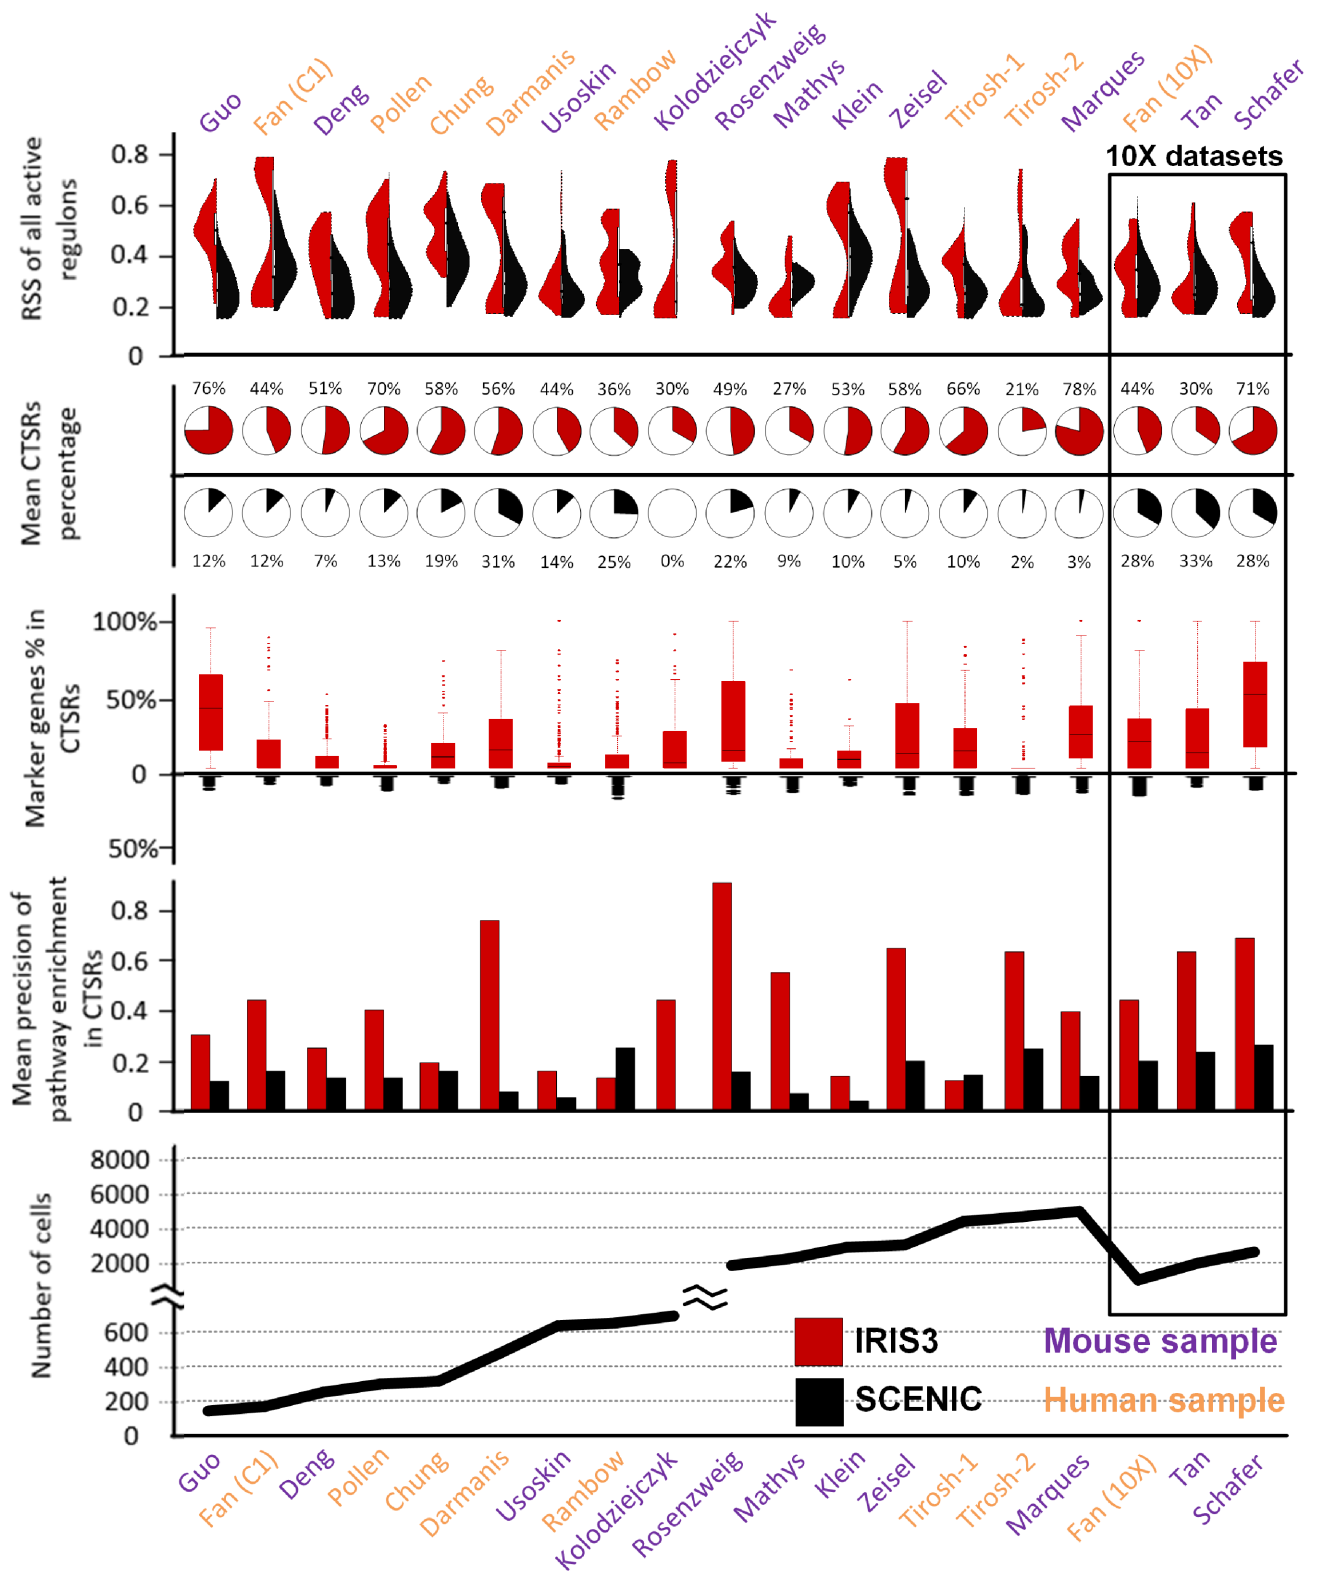 Guo
Fan (C1)
Deng
Pollen
Chung
Darmanis
Usoskin
Rambow
Kolodziejczyk
Rosenzweig
Mathys
Klein
Zeisel
Tirosh-1
Tirosh-2
Marques
Fan (10X)
Tan
Schafer
10X datasets
RSS of all active
regulons
0.8
0.6
0.4
0.2
0
Mean CTSRs
percentage
76% 44% 51% 70% 58% 56% 44% 36% 30% 49% 27% 53% 58% 66% 21% 78% 44% 30% 71%
12% 12% 7% 13% 19% 31% 14% 25% 0% 22% 9% 10% 5% 10% 2% 3% 28% 33% 28%
Marker genes % in
CTSRs
100%
50%
0
50%
Mean precision of
pathway enrichment
in CTSRs
0.8
0.6
0.4
0.2
0
Number of cells
8000
6000
4000
2000
600
400
200
0
IRIS3
SCENIC
Mouse sample
Human sample
Guo
Fan (C1)
Deng
Pollen
Chung
Darmanis
Usoskin
Rambow
Kolodziejczyk
Rosenzweig
Mathys
Klein
Zeisel
Tirosh-1
Tirosh-2
Marques
Fan (10X)
Tan
Schafer